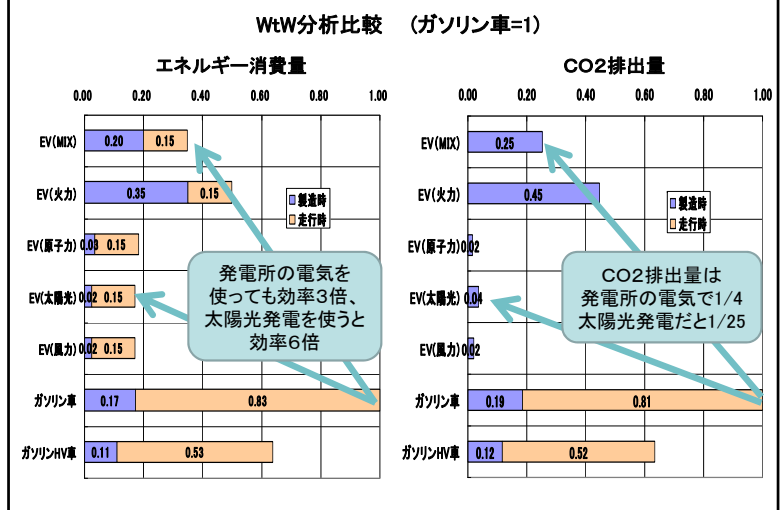 WtW分析比較　（ガソリン車=1）
エネルギー消費量
0.00 0.20 0.40 0.60 0.80 1.00
EV(MIX) 0.20 0.15
EV(火力) 0.35 0.15
EV(原子力) 0.03 0.15
EV(太陽光) 0.02 0.15
EV(風力) 0.02 0.15
ガソリン車 0.17 0.83
ガソリンHV車 0.11 0.53
製造時
走行時
発電所の電気を
使っても効率3倍、
太陽光発電を使うと
効率6倍
CO2排出量
0.00 0.20 0.40 0.60 0.80 1.00
EV(MIX) 0.25
EV(火力) 0.45
EV(原子力) 0.02
EV(太陽光) 0.04
EV(風力) 0.02
ガソリン車 0.19 0.81
ガソリンHV車 0.12 0.52
製造時
走行時
CO2排出量は
発電所の電気で1/4
太陽光発電だと1/25